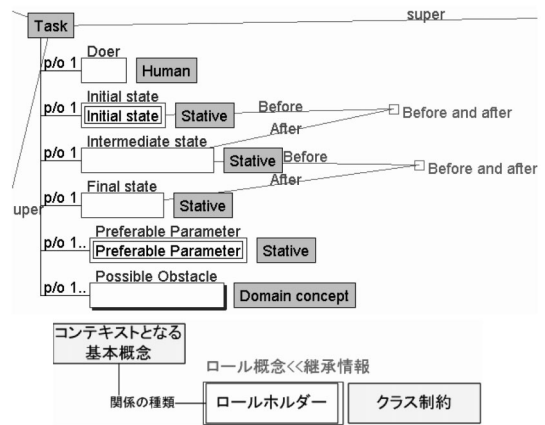 Task
super
Doer
p/o 1
Human
Initial state
p/o 1
Initial state
Stative
Before
Before and after
After
Intermediate state
p/o 1
Stative
Before
Before and after
After
Final state
p/o 1
uper
Stative
Preferable Parameter
p/o 1..
Preferable Parameter
Stative
Possible Obstacle
p/o 1..
Domain concept
コンテキストとなる
基本概念
ロール概念<<継承情報
関係の種類
ロールホルダー
クラス制約